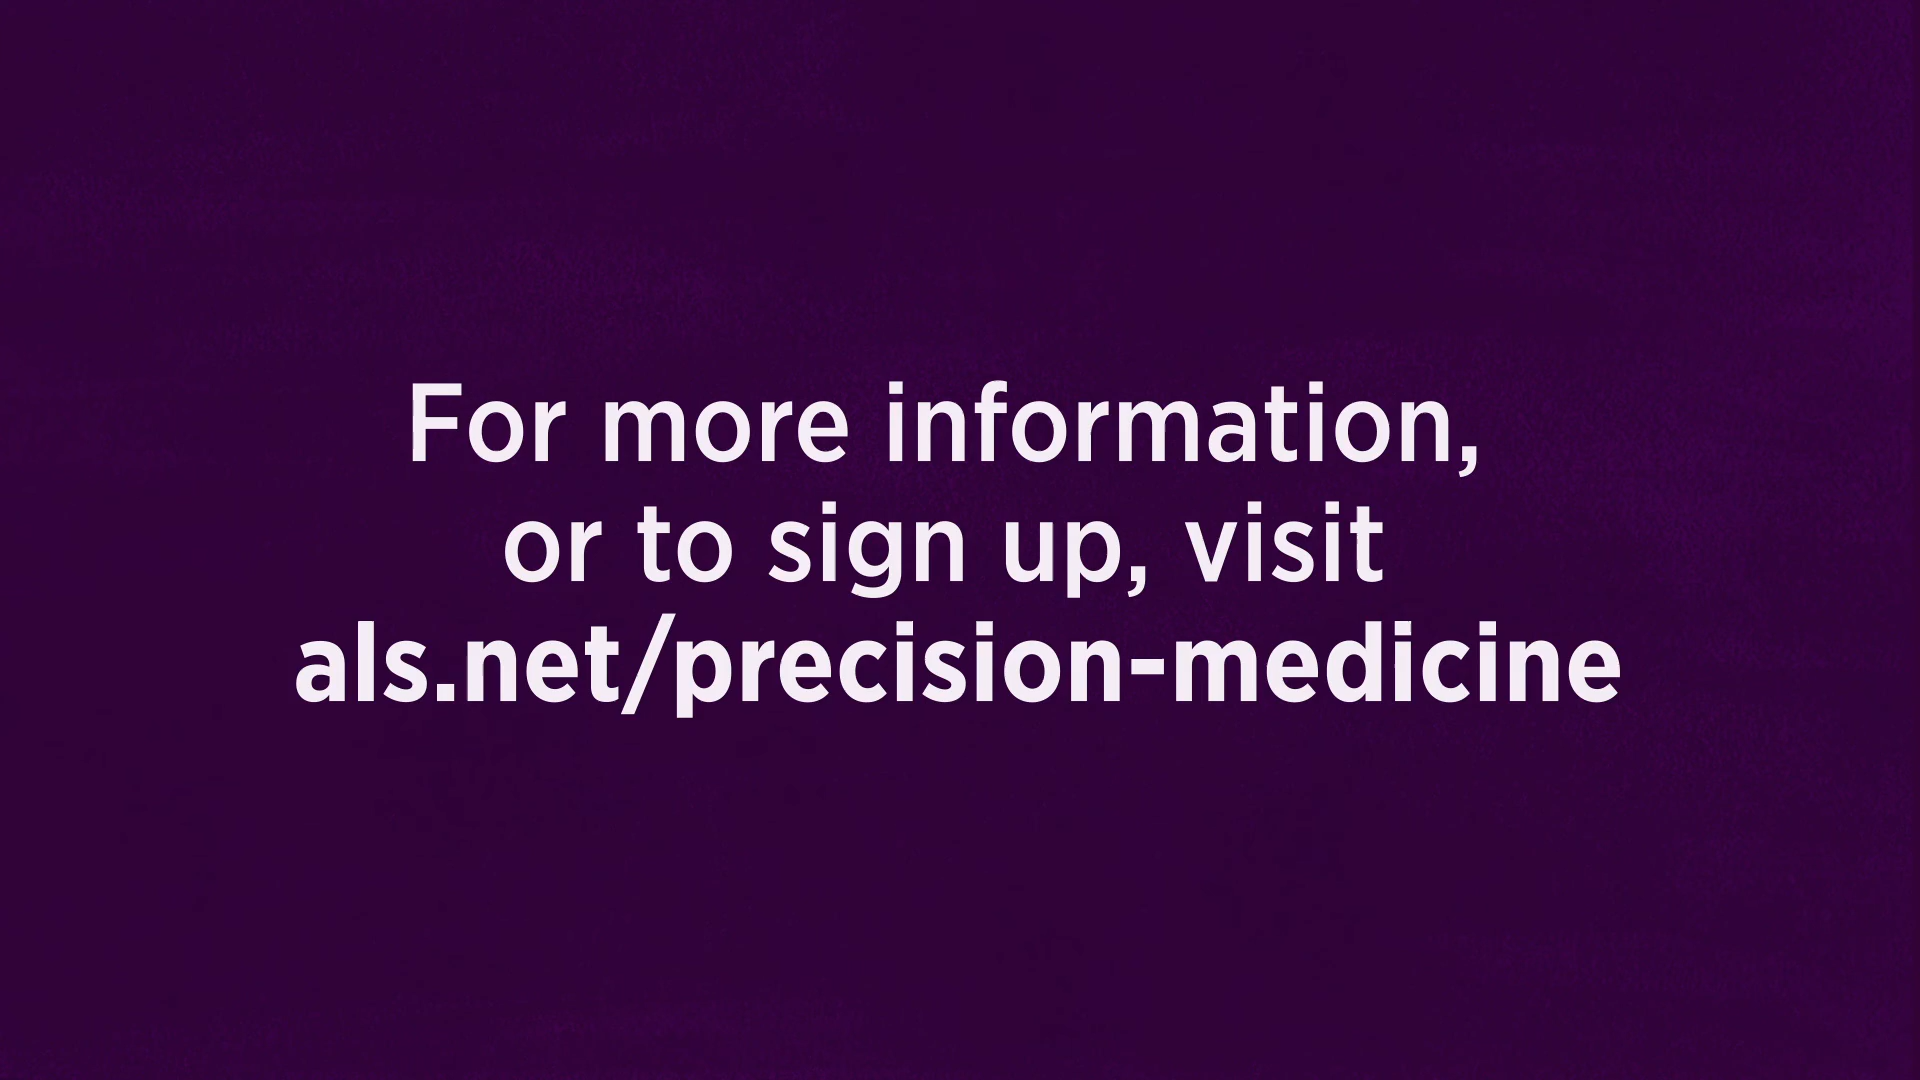 For more information,
or to sign up, visit
als.net/precision-medicine